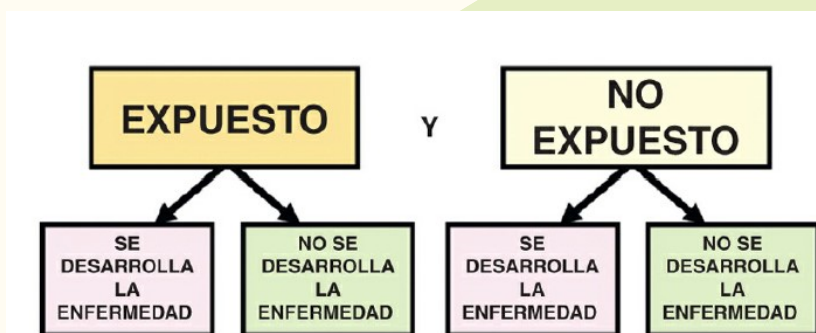 EXPUESTO
Y
NO
EXPUESTO
SE
DESARROLLA
LA
ENFERMEDAD
NO SE
DESARROLLA
LA
ENFERMEDAD
SE
DESARROLLA
LA
ENFERMEDAD
NO SE
DESARROLLA
LA
ENFERMEDAD